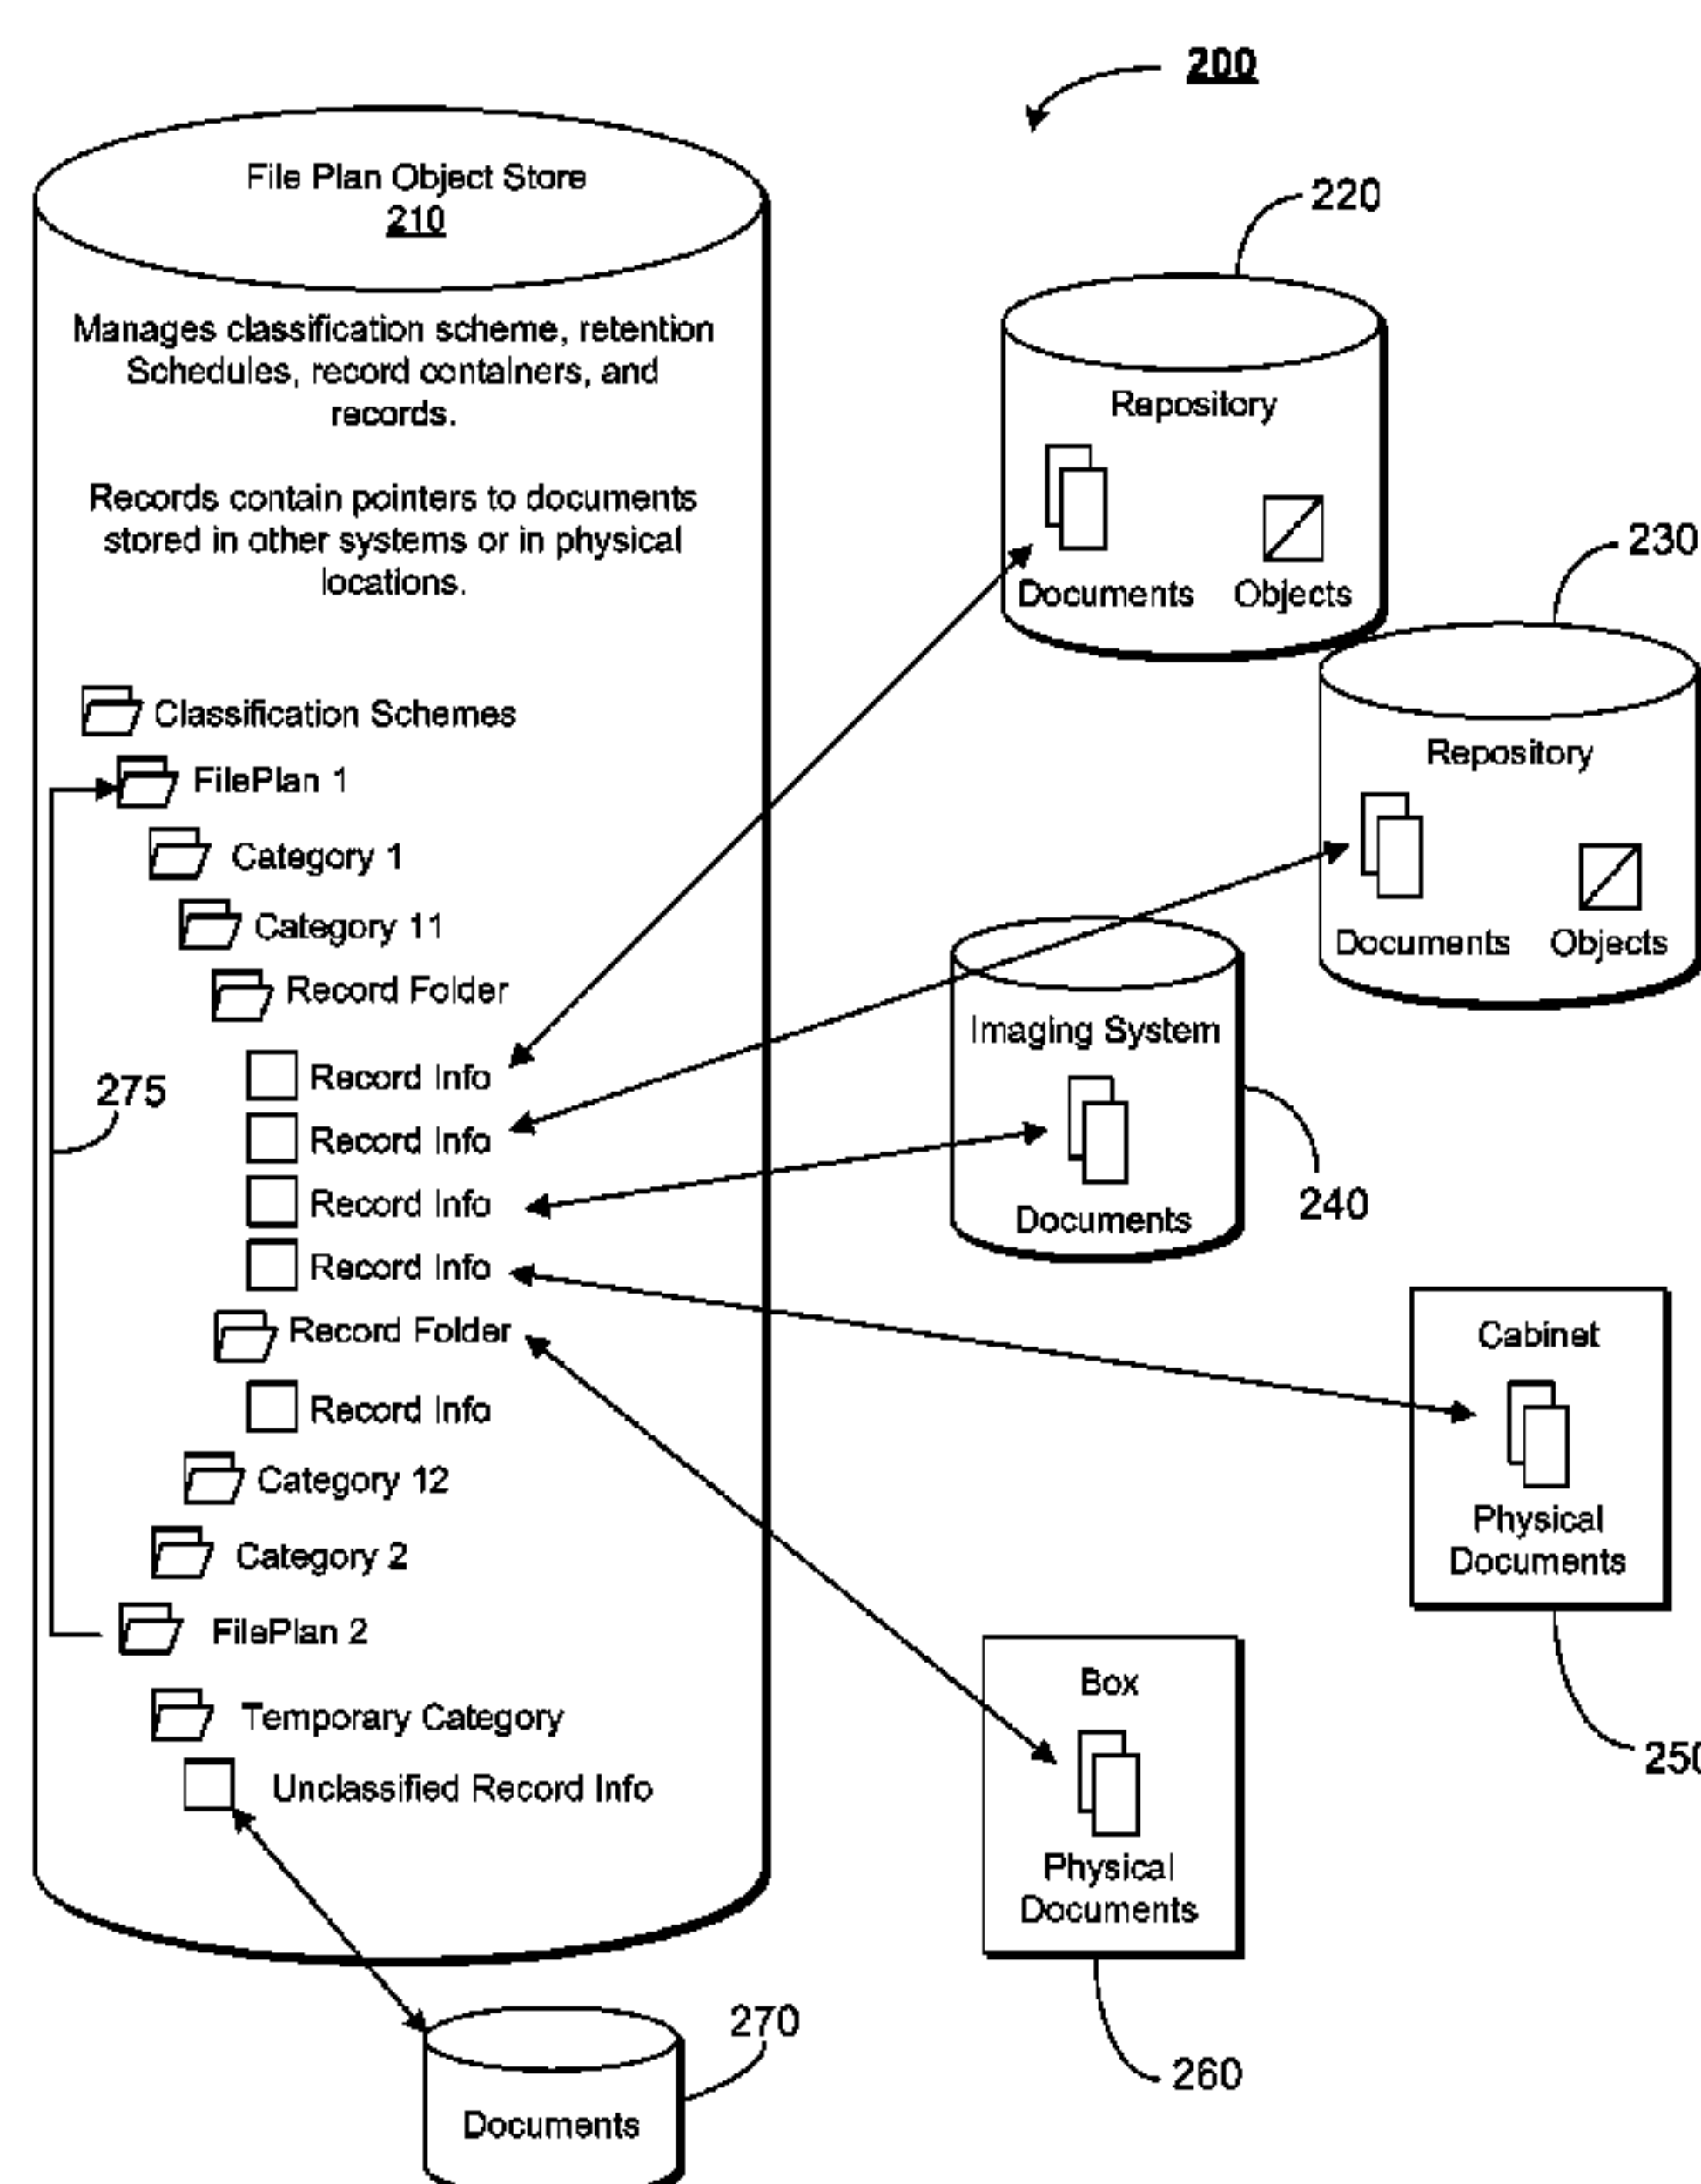 200
File Plan Object Store
210
Manages classification scheme, retention
Schedules, record containers, and
records.
Records contain pointers to documents
stored in other systems or in physical
locations.
Classification Schemes
FilePlan 1
Category 1
Category 11
Record Folder
Record Info
Record Info
Record Info
Record Info
Record Folder
Record Info
Category 12
Category 2
FilePlan 2
Temporary Category
Unclassified Record Info
275
220
Repository
Documents Objects
230
Repository
Documents Objects
Imaging System
Documents
240
Cabinet
Physical
Documents
250
Box
Physical
Documents
260
270
Documents